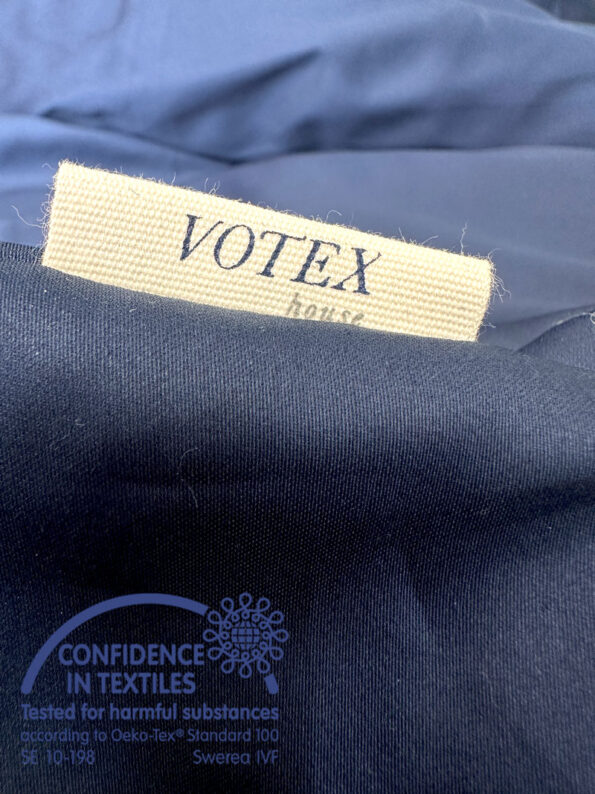 VOTEX
house
CONFIDENCE
IN TEXTILES
Tested for harmful substances
according to Oeko-Tex® Standard 100
SE 10-198 Swerea IVF